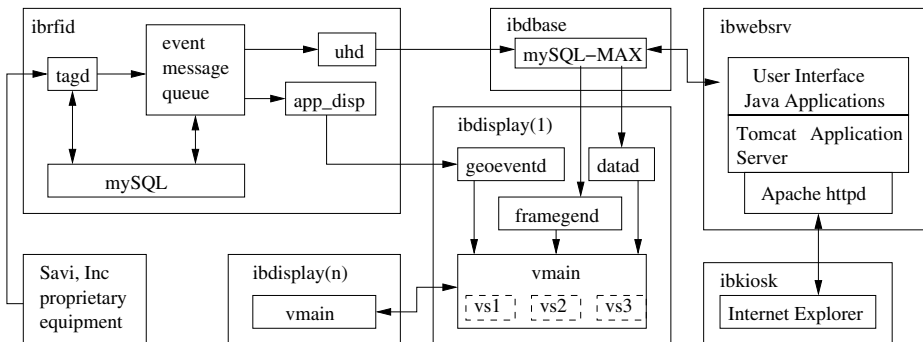 ibrfid
tagd
event
message
queue
uhd
app_disp
mySQL
ibdbase
mySQL-MAX
ibwebsrv
User Interface
Java Applications
Tomcat Application
Server
Apache httpd
ibdisplay(1)
geoeventd
datad
framegend
vmain
vs1 vs2 vs3
Savi, Inc
proprietary
equipment
ibdisplay(n)
vmain
ibkiosk
Internet Explorer